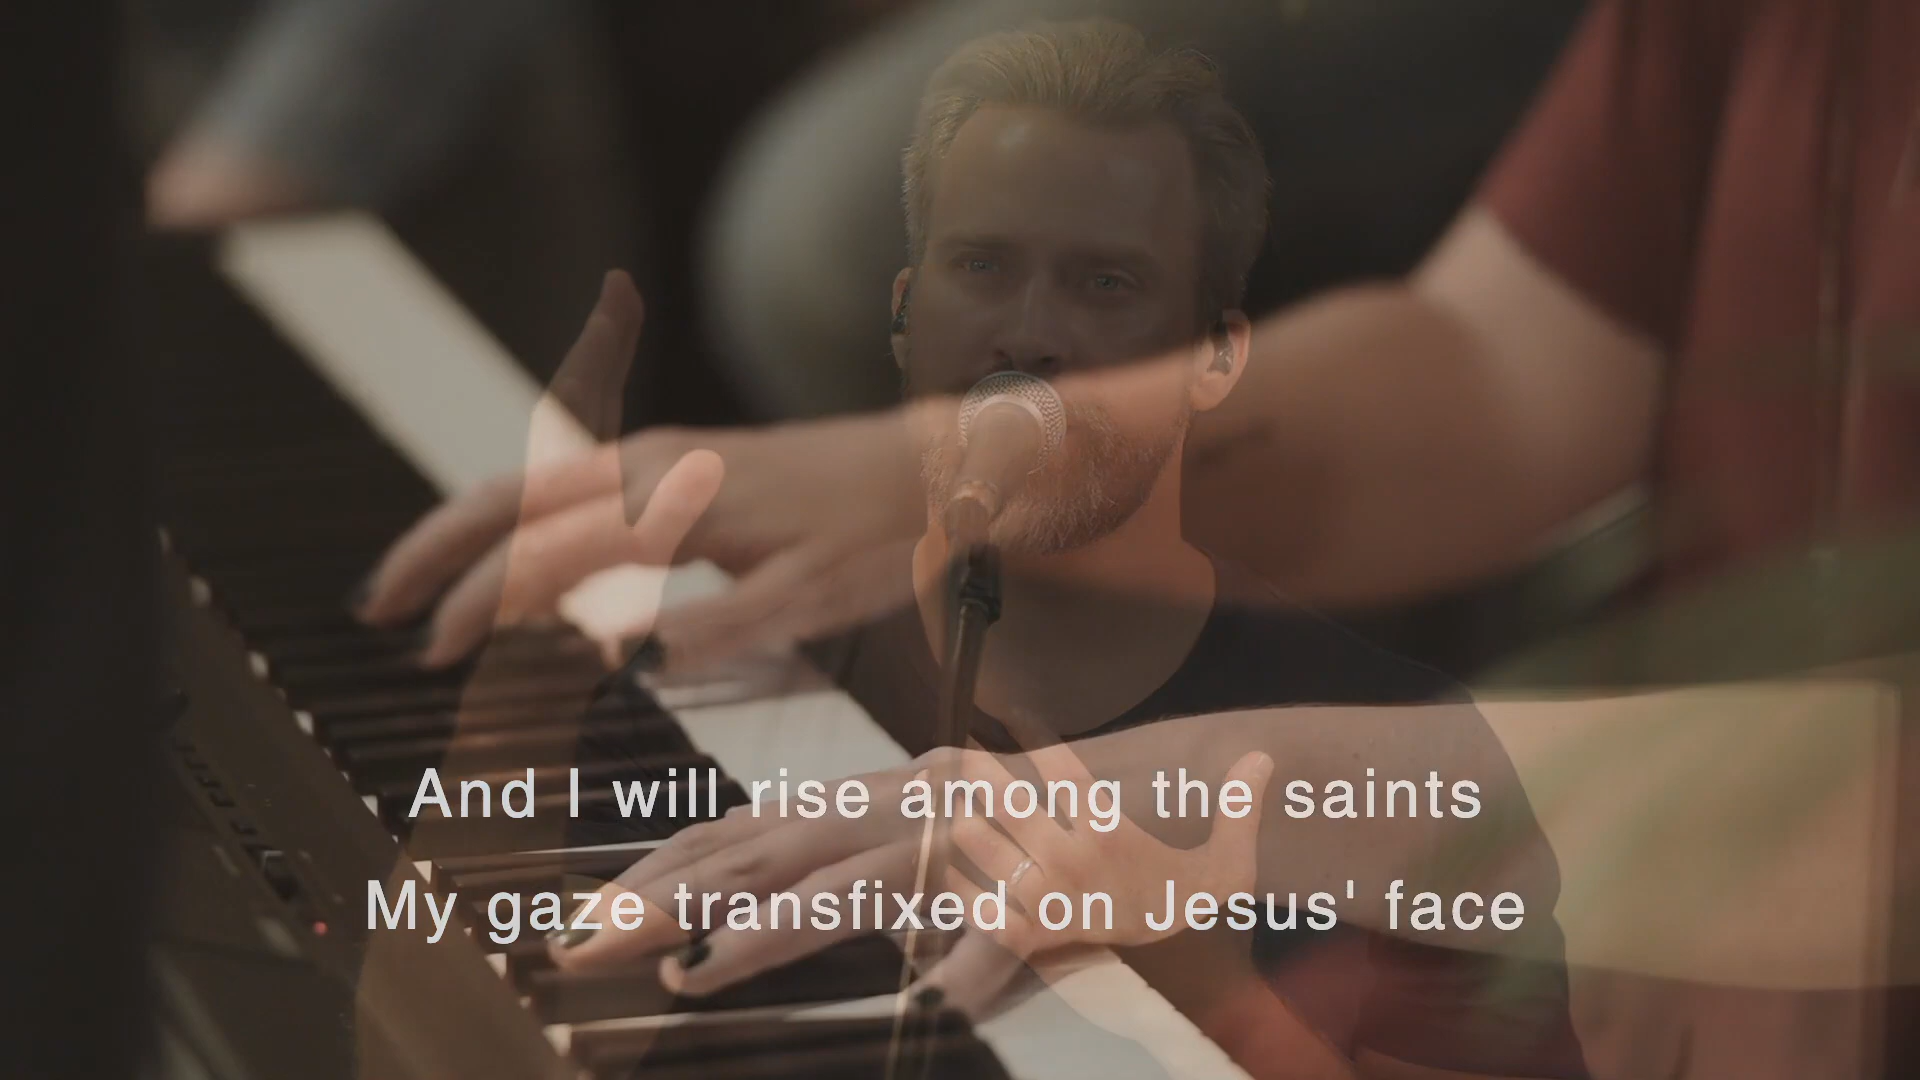 And I will rise among the saints
My gaze transfixed on Jesus' face